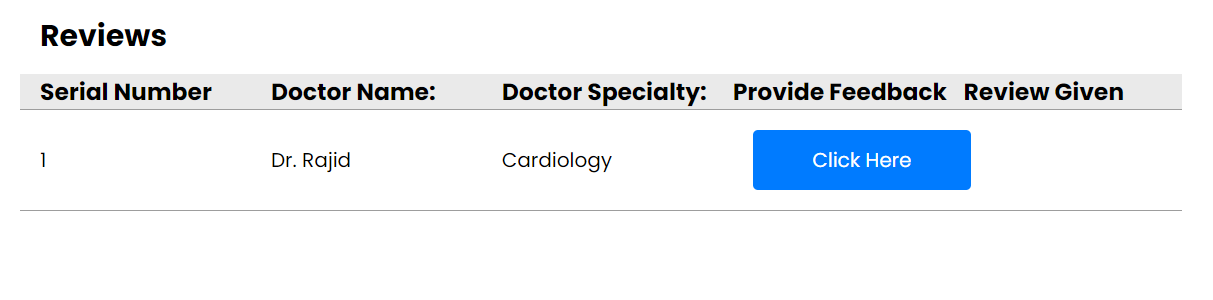 Reviews
Serial Number Doctor Name: Doctor Specialty: Provide Feedback Review Given
1 Dr. Rajid Cardiology Click Here